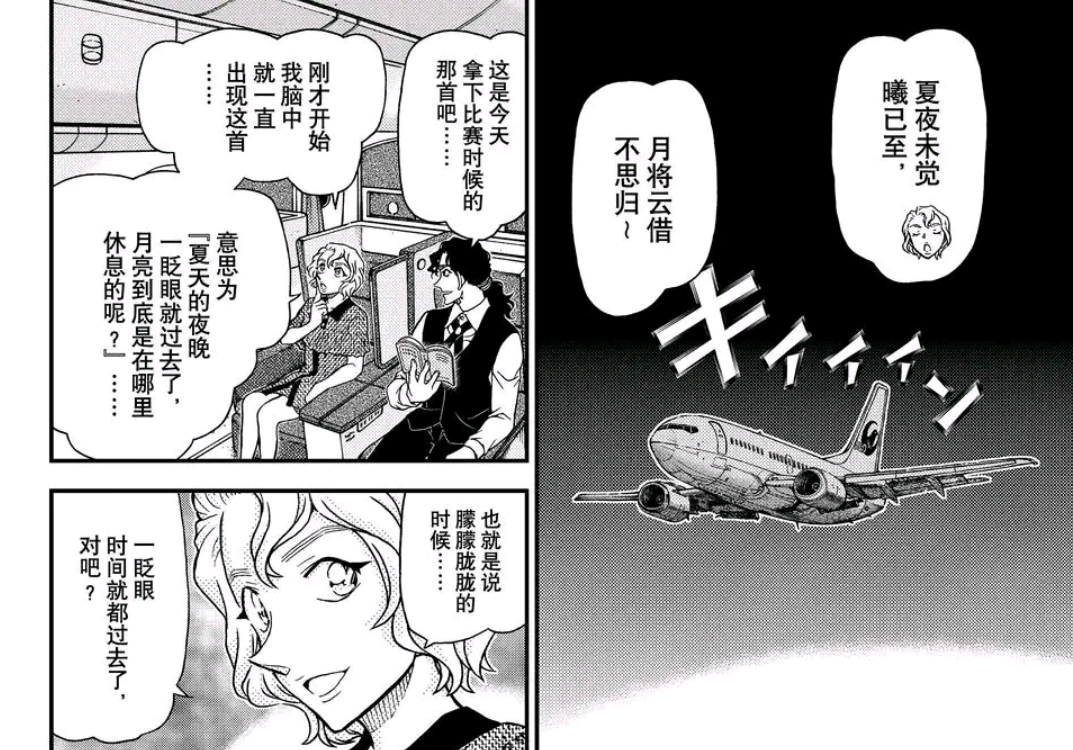 夏夜未觉
曦已至，
月将云借
不思归～
キィィィン
这是今天
拿下比赛时候的
那首吧……
刚才开始
我脑中
就一直
出现这首
……
意思为
『夏天的夜晚
一眨眼就过去了，
月亮到底是在哪里
休息的呢？』……
也就是说
朦朦胧胧的
时候……
一眨眼
时间就都过去了，
对吧？